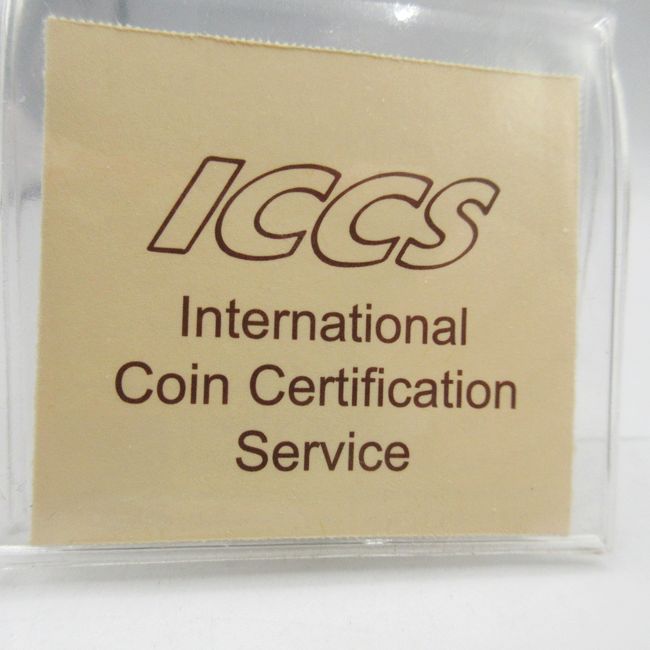 ICCS
International
Coin Certification
Service